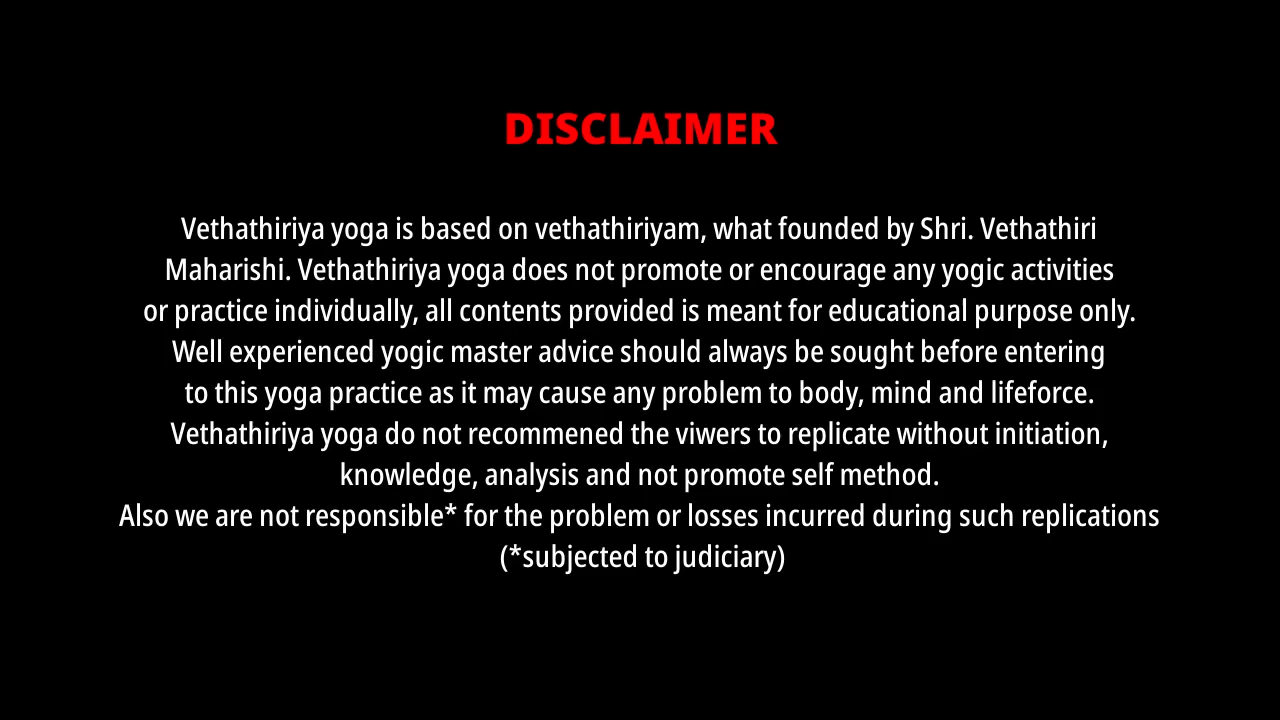 DISCLAIMER
Vethathiriya yoga is based on vethathiriyam, what founded by Shri. Vethathiri
Maharishi. Vethathiriya yoga does not promote or encourage any yogic activities
or practice individually, all contents provided is meant for educational purpose only.
Well experienced yogic master advice should always be sought before entering
to this yoga practice as it may cause any problem to body, mind and lifeforce.
Vethathiriya yoga do not recommened the viwers to replicate without initiation,
knowledge, analysis and not promote self method.
Also we are not responsible* for the problem or losses incurred during such replications
(*subjected to judiciary)